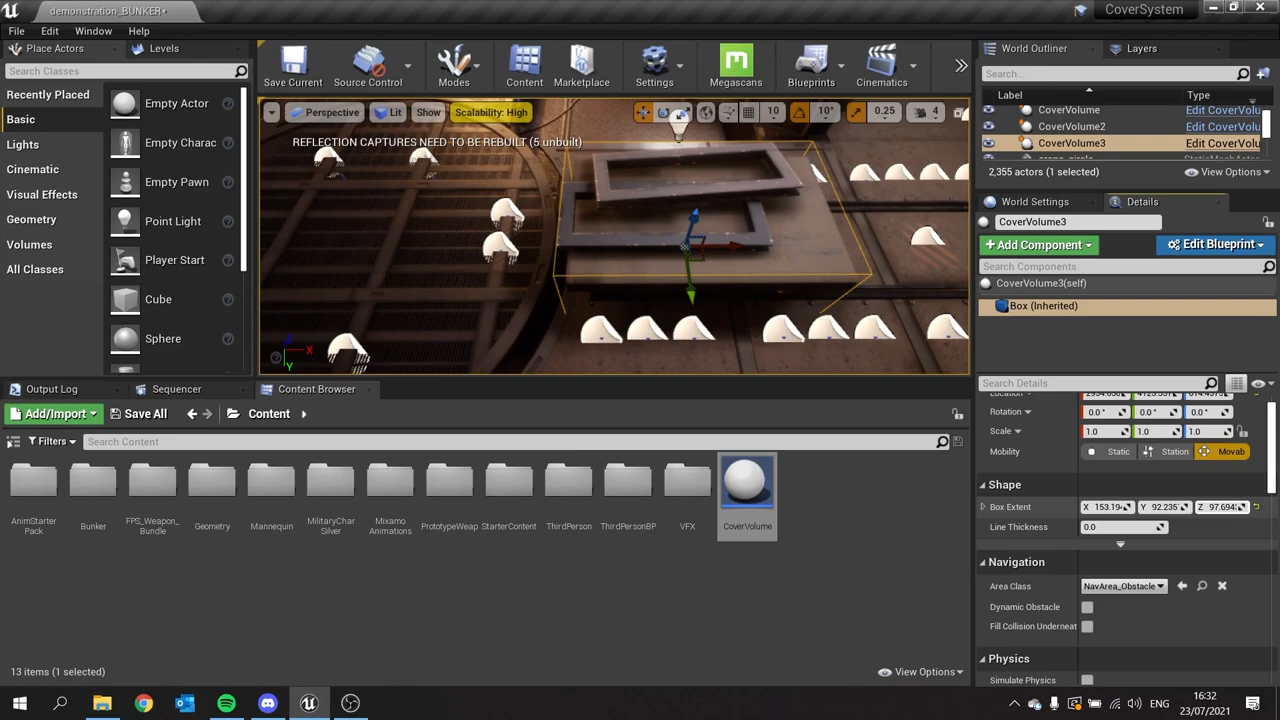 demonstration_BUNKER*
CoverSystem
File Edit Window Help
Place Actors Levels
Search Classes
Recently Placed
Basic
Lights
Cinematic
Visual Effects
Geometry
Volumes
All Classes
Empty Actor
Empty Charac
Empty Pawn
Point Light
Player Start
Cube
Sphere
Save Current Source Control Modes Content Marketplace Settings Megascans Blueprints Cinematics
Perspective Lit Show Scalability: High 10 10° 0.25 4
REFLECTION CAPTURES NEED TO BE REBUILT (5 unbuilt)
X
Y
World Outliner Layers
Search...
Label Type
CoverVolume Edit CoverVolu
CoverVolume2 Edit CoverVolu
CoverVolume3 Edit CoverVolu
2,355 actors (1 selected) View Options
World Settings Details
CoverVolume3
+ Add Component Edit Blueprint
Search Components
CoverVolume3(self)
Box (Inherited)
Search Details
Rotation 0.0 ° 0.0 ° 0.0 °
Scale 1.0 1.0 1.0
Mobility Static Station Movab
Shape
Box Extent X 153.19 Y 92.235 Z 97.694
Line Thickness 0.0
Navigation
Area Class NavArea_Obstacle
Dynamic Obstacle
Fill Collision Underneat
Physics
Simulate Physics
Output Log Sequencer Content Browser
Add/Import Save All Content
Filters Search Content
AnimStarter
Pack
Bunker
FPS_Weapon_
Bundle
Geometry
Mannequin
MilitaryChar
Silver
Mixamo
Animations
PrototypeWeap
StarterContent
ThirdPerson
ThirdPersonBP
VFX
CoverVolume
13 items (1 selected) View Options
ENG
16:32
23/07/2021